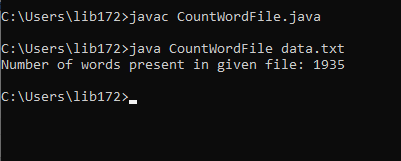 C:\Users\lib172>javac CountWordFile.java
C:\Users\lib172>java CountWordFile data.txt
Number of words present in given file: 1935
C:\Users\lib172>